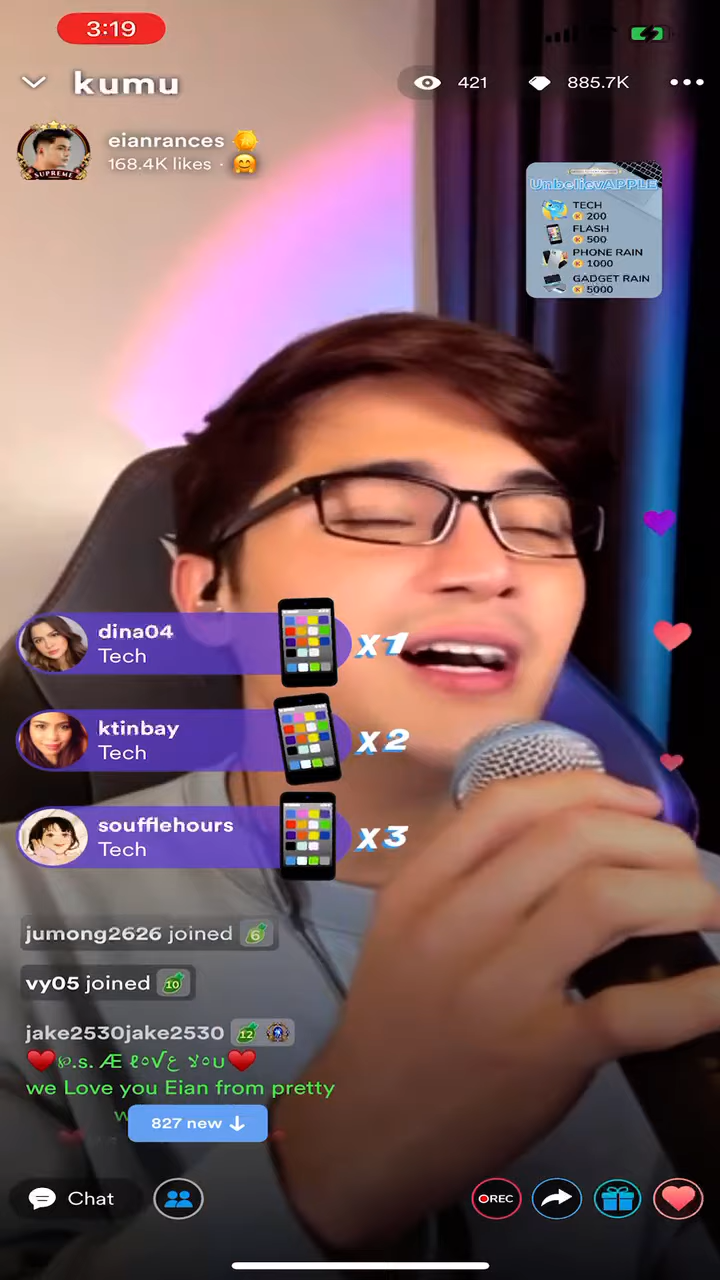 3:19
kumu
421
885.7K
eianrances
168.4K likes ·
SUPREME
UnbelievAPPLE
TECH
200
FLASH
500
PHONE RAIN
1000
GADGET RAIN
5000
dina04
Tech
X1
ktinbay
Tech
X2
soufflehours
Tech
X3
jumong2626 joined 6
vy05 joined 10
jake2530jake2530 12
❤️℘.s. Æ
we Love you Eian from pretty
827 new ↓
Chat
REC